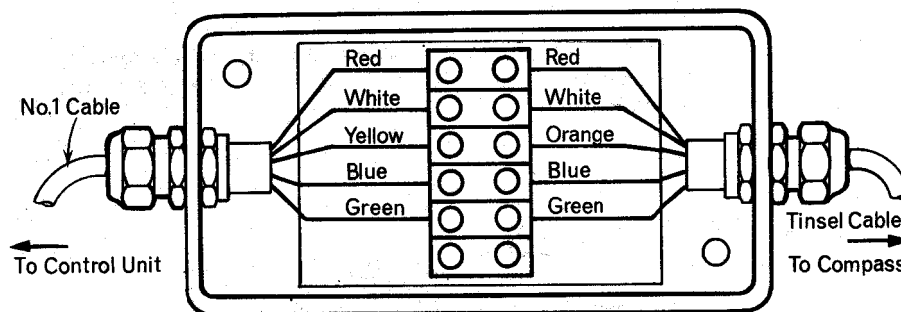 Red Red
White White
No.1 Cable
Yellow Orange
Blue Blue
Green Green
Tinsel Cable
To Control Unit
To Compass